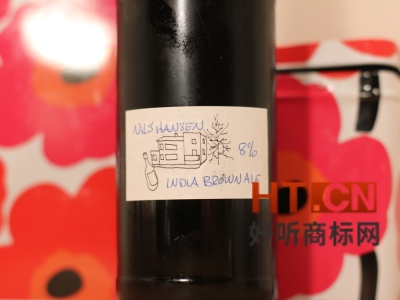 NILS HANSEN
8%
INDIA BROWN ALE
HT.CN
好听商标网